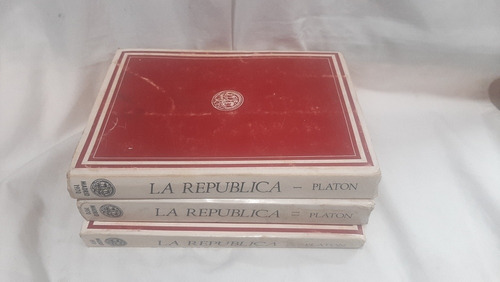 LA REPUBLICA — PLATON
LA REPUBLICA = PLATON
LA REPUBLICA